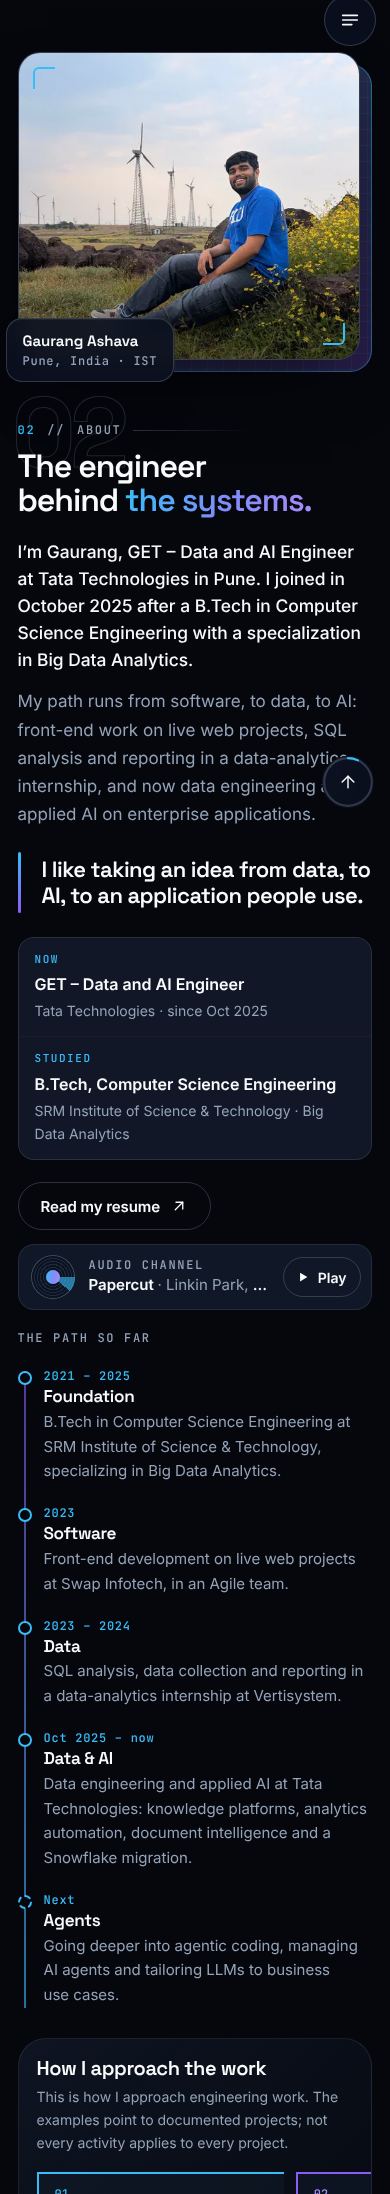 Gaurang Ashava
Pune, India · IST
02
02 // ABOUT
The engineer
behind the systems.
I’m Gaurang, GET – Data and AI Engineer
at Tata Technologies in Pune. I joined in
October 2025 after a B.Tech in Computer
Science Engineering with a specialization
in Big Data Analytics.
My path runs from software, to data, to AI:
front-end work on live web projects, SQL
analysis and reporting in a data-analytics
internship, and now data engineering
applied AI on enterprise applications.
I like taking an idea from data, to
AI, to an application people use.
NOW
GET – Data and AI Engineer
Tata Technologies · since Oct 2025
STUDIED
B.Tech, Computer Science Engineering
SRM Institute of Science & Technology · Big
Data Analytics
Read my resume
AUDIO CHANNEL
Papercut · Linkin Park, ...
Play
THE PATH SO FAR
2021 – 2025
Foundation
B.Tech in Computer Science Engineering at
SRM Institute of Science & Technology,
specializing in Big Data Analytics.
2023
Software
Front-end development on live web projects
at Swap Infotech, in an Agile team.
2023 – 2024
Data
SQL analysis, data collection and reporting in
a data-analytics internship at Vertisystem.
Oct 2025 – now
Data & AI
Data engineering and applied AI at Tata
Technologies: knowledge platforms, analytics
automation, document intelligence and a
Snowflake migration.
Next
Agents
Going deeper into agentic coding, managing
AI agents and tailoring LLMs to business
use cases.
How I approach the work
This is how I approach engineering work. The
examples point to documented projects; not
every activity applies to every project.
01
02